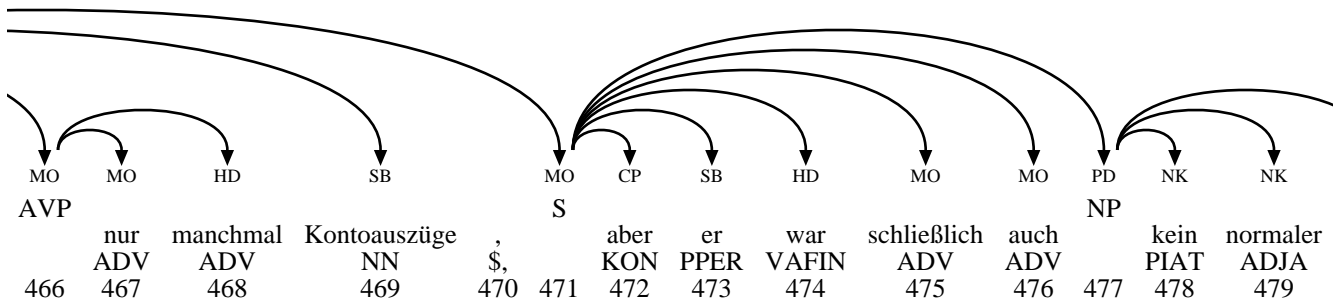 MO MO HD SB MO CP SB HD MO MO PD NK NK
AVP S NP
nur manchmal Kontoauszüge , aber er war schließlich auch kein normaler
ADV ADV NN $, KON PPER VAFIN ADV ADV PIAT ADJA
466 467 468 469 470 471 472 473 474 475 476 477 478 479